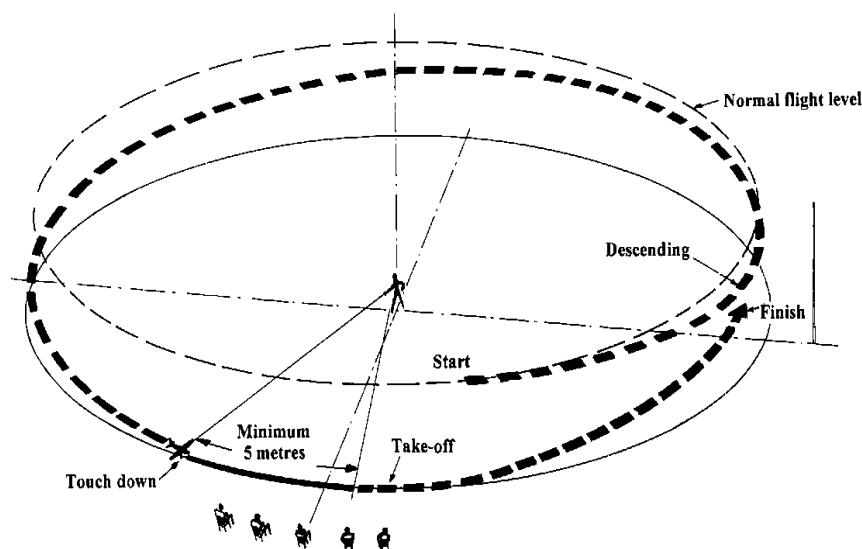 Normal flight level
Descending
Finish
Start
Minimum
5 metres
Take-off
Touch down